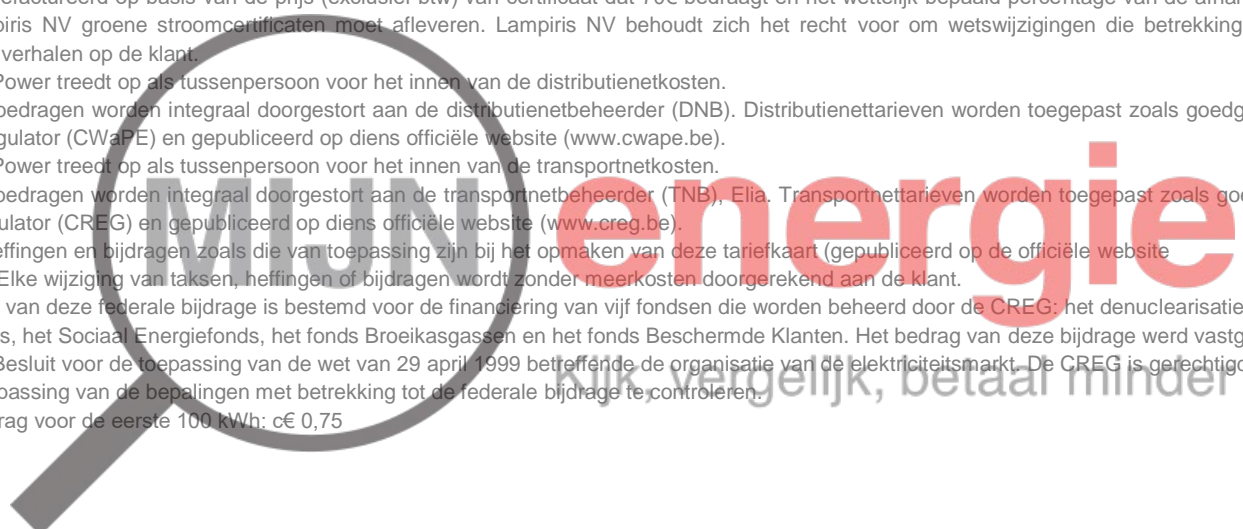 efactureerd op basis van de prijs (exclusief btw) van certificaat dat 70€ bedraagt en het wettelijk bepaald percentage van de
piris NV groene stroomcertificaten moet afleveren. Lampiris NV behoudt zich het recht voor om wetswijzigingen die betrekking
verhalen op de klant.
Power treedt op als tussenpersoon voor het innen van de distributienetkosten.
bedragen worden integraal doorgestort aan de distributienetbeheerder (DNB). Distributienettarieven worden toegepast zoals goedg
gulator (CWaPE) en gepubliceerd op diens officiële website (www.cwape.be).
Power treedt op als tussenpersoon voor het innen van de transportnetkosten.
bedragen worden integraal doorgestort aan de transportnetbeheerder (TNB), Elia. Transportnettarieven worden toegepast zoals goe
ulator (CREG) en gepubliceerd op diens officiële website (www.creg.be).
effingen en bijdragen zoals die van toepassing zijn bij het opmaken van deze tariefkaart (gepubliceerd op de officiële website
Elke wijziging van taksen, heffingen of bijdragen wordt zonder meerkosten doorgerekend aan de klant.
van deze federale bijdrage is bestemd voor de financiering van vijf fondsen die worden beheerd door de CREG: het denuclearisatie
s, het Sociaal Energiefonds, het fonds Broeikasgassen en het fonds Beschermde Klanten. Het bedrag van deze bijdrage werd vastg
Besluit voor de toepassing van de wet van 29 april 1999 betreffende de organisatie van de elektriciteitsmarkt. De CREG is gerechtigd
passing van de bepalingen met betrekking tot de federale bijdrage te controleren.
rag voor de eerste 100 kWh: c€ 0,75
MIJN energie
kijk, vergelijk, betaal minder